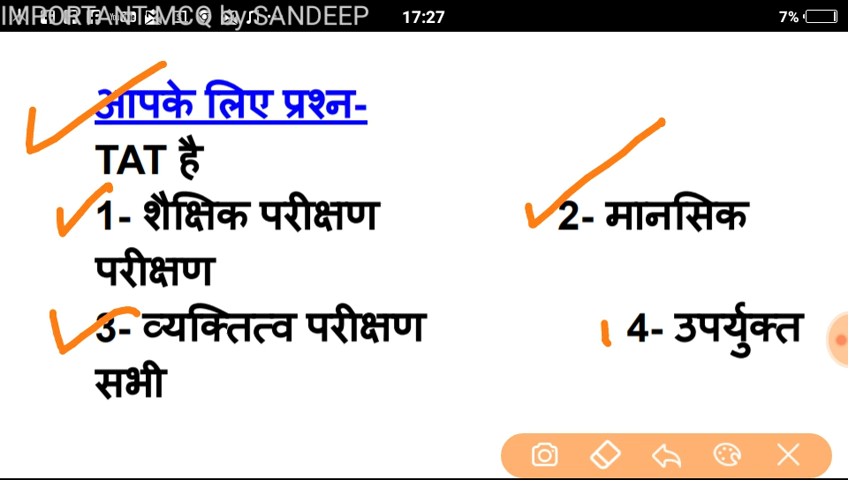 IMPORTANT MCQ by SANDEEP 17:27 7%
आपके लिए प्रश्न-
TAT है
1- शैक्षिक परीक्षण 2- मानसिक
परीक्षण
3- व्यक्तित्व परीक्षण 4- उपर्युक्त
सभी